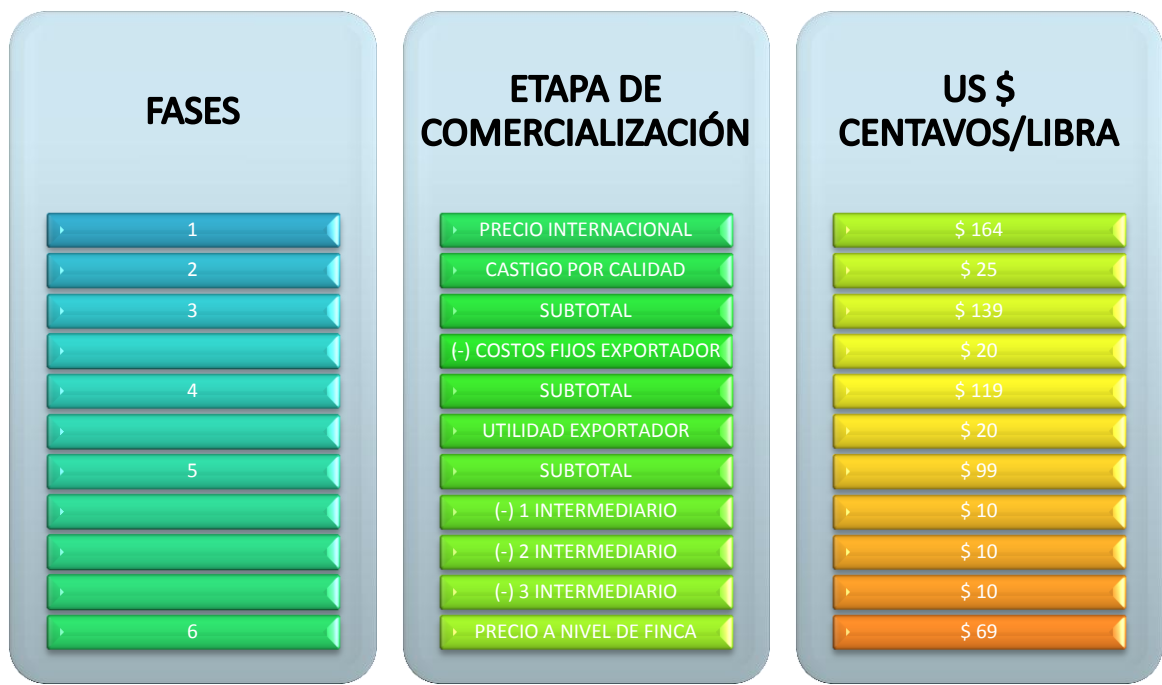 FASES
1
2
3
4
5
6
ETAPA DE
COMERCIALIZACIÓN
PRECIO INTERNACIONAL
CASTIGO POR CALIDAD
SUBTOTAL
(-) COSTOS FIJOS EXPORTADOR
SUBTOTAL
UTILIDAD EXPORTADOR
SUBTOTAL
(-) 1 INTERMEDIARIO
(-) 2 INTERMEDIARIO
(-) 3 INTERMEDIARIO
PRECIO A NIVEL DE FINCA
US $
CENTAVOS/LIBRA
$ 164
$ 25
$ 139
$ 20
$ 119
$ 20
$ 99
$ 10
$ 10
$ 10
$ 69